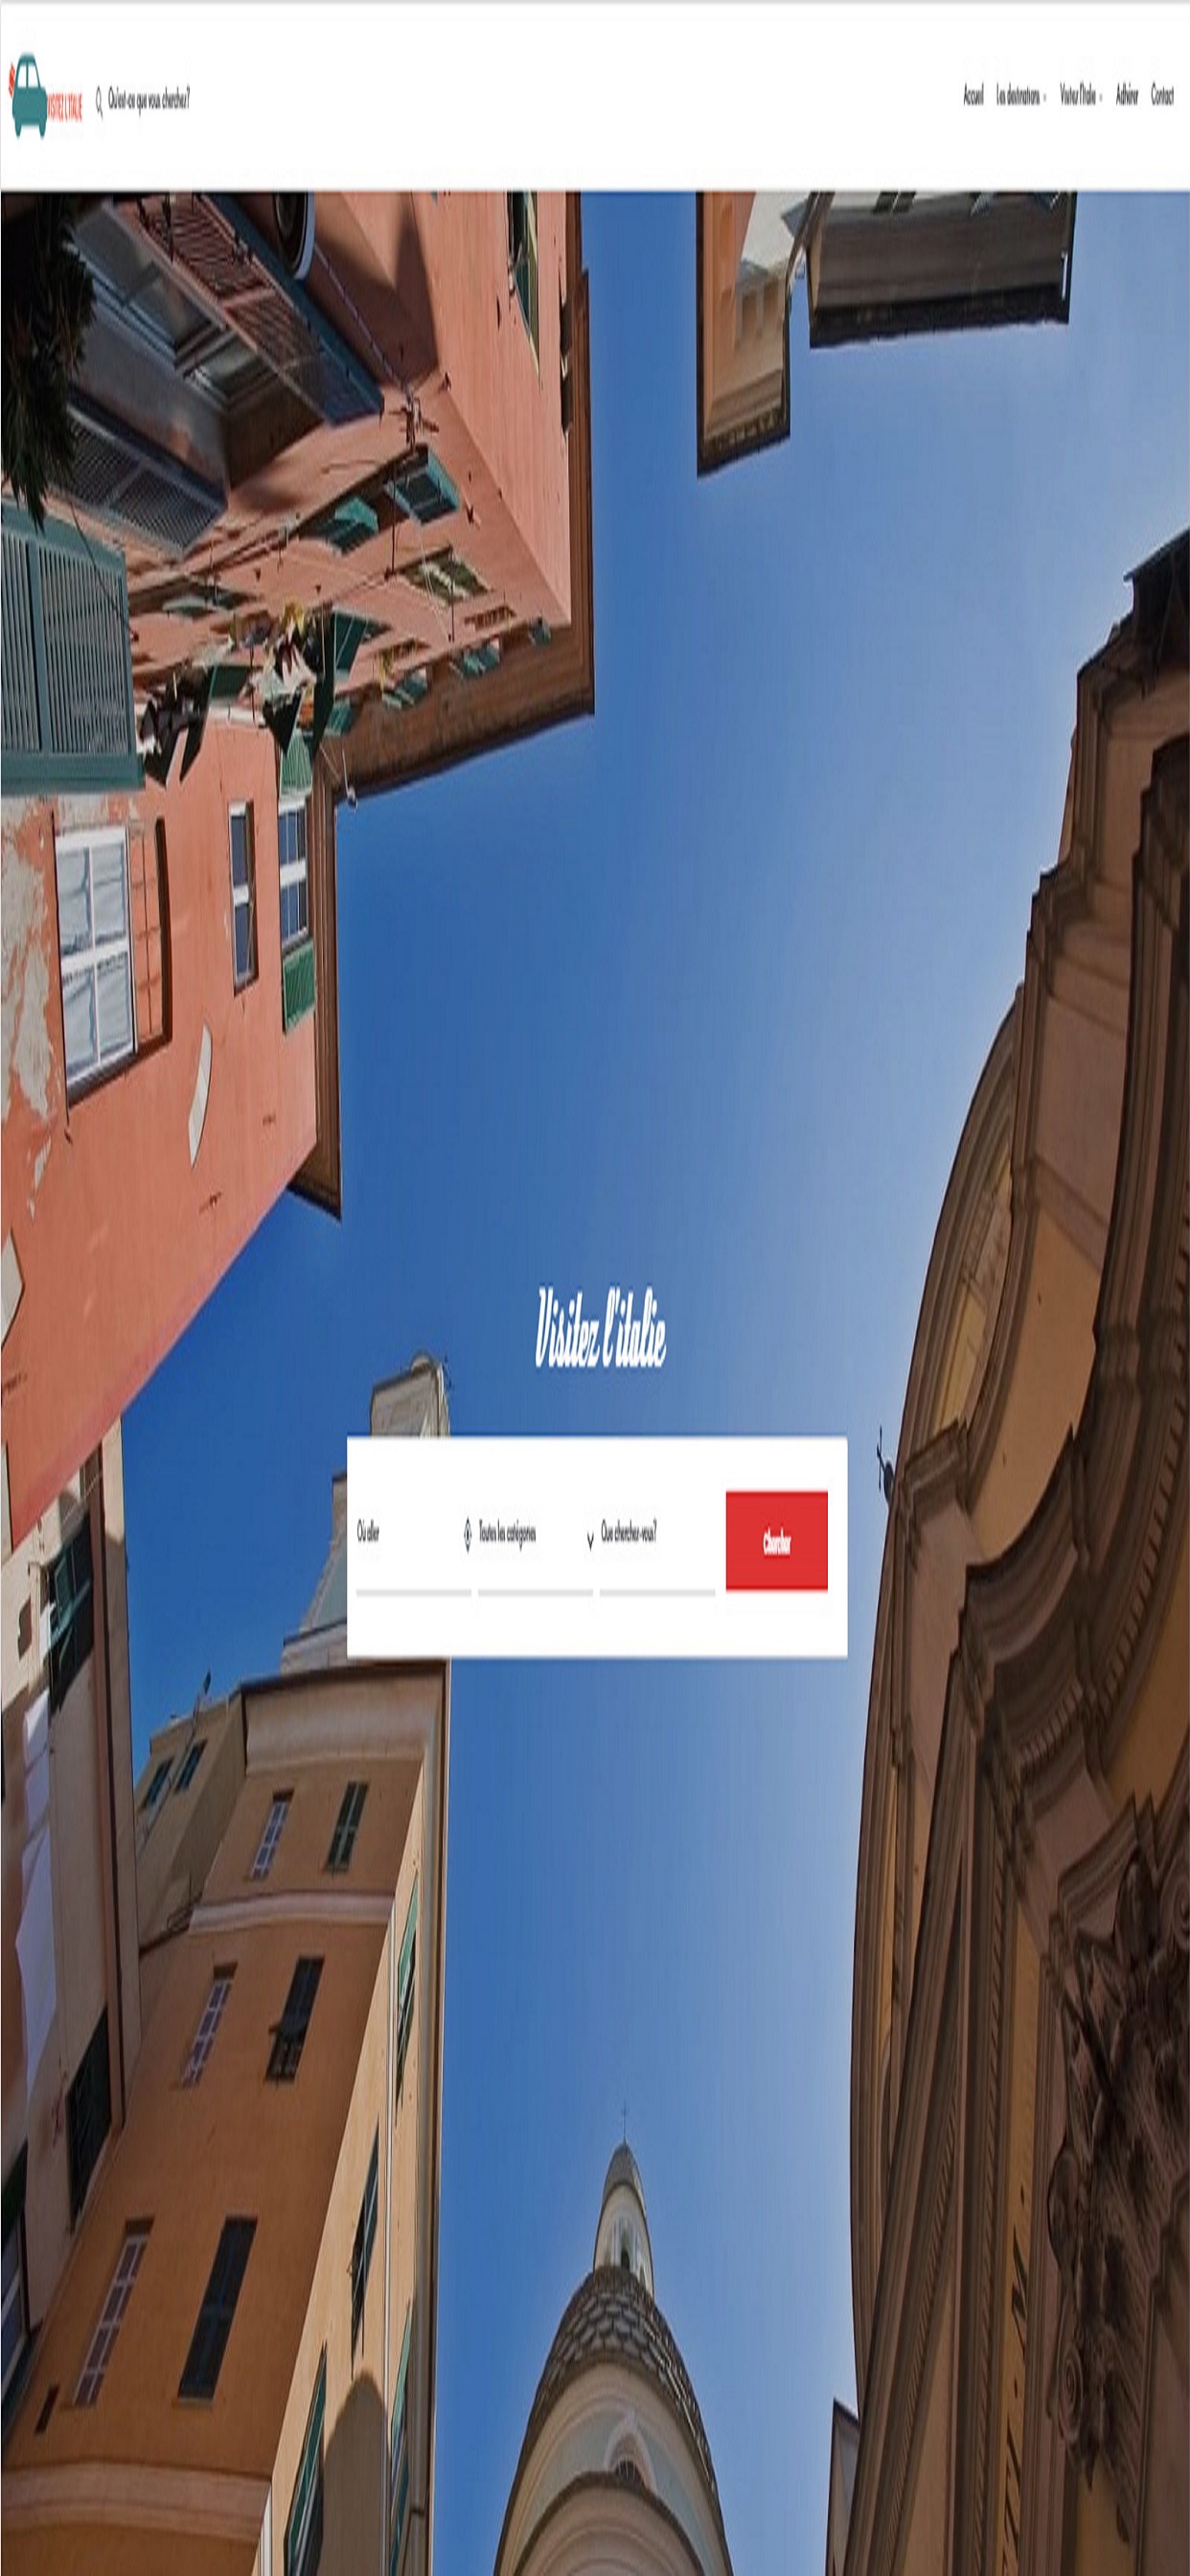 VISITEZ L'ITALIE
Qu'est-ce que vous cherchez?
Accueil Les destinations Visitez l'Italie Adhérer Contact
Visitez l'italie
Où aller
Toutes les catégories
Que cherchez-vous?
Chercher